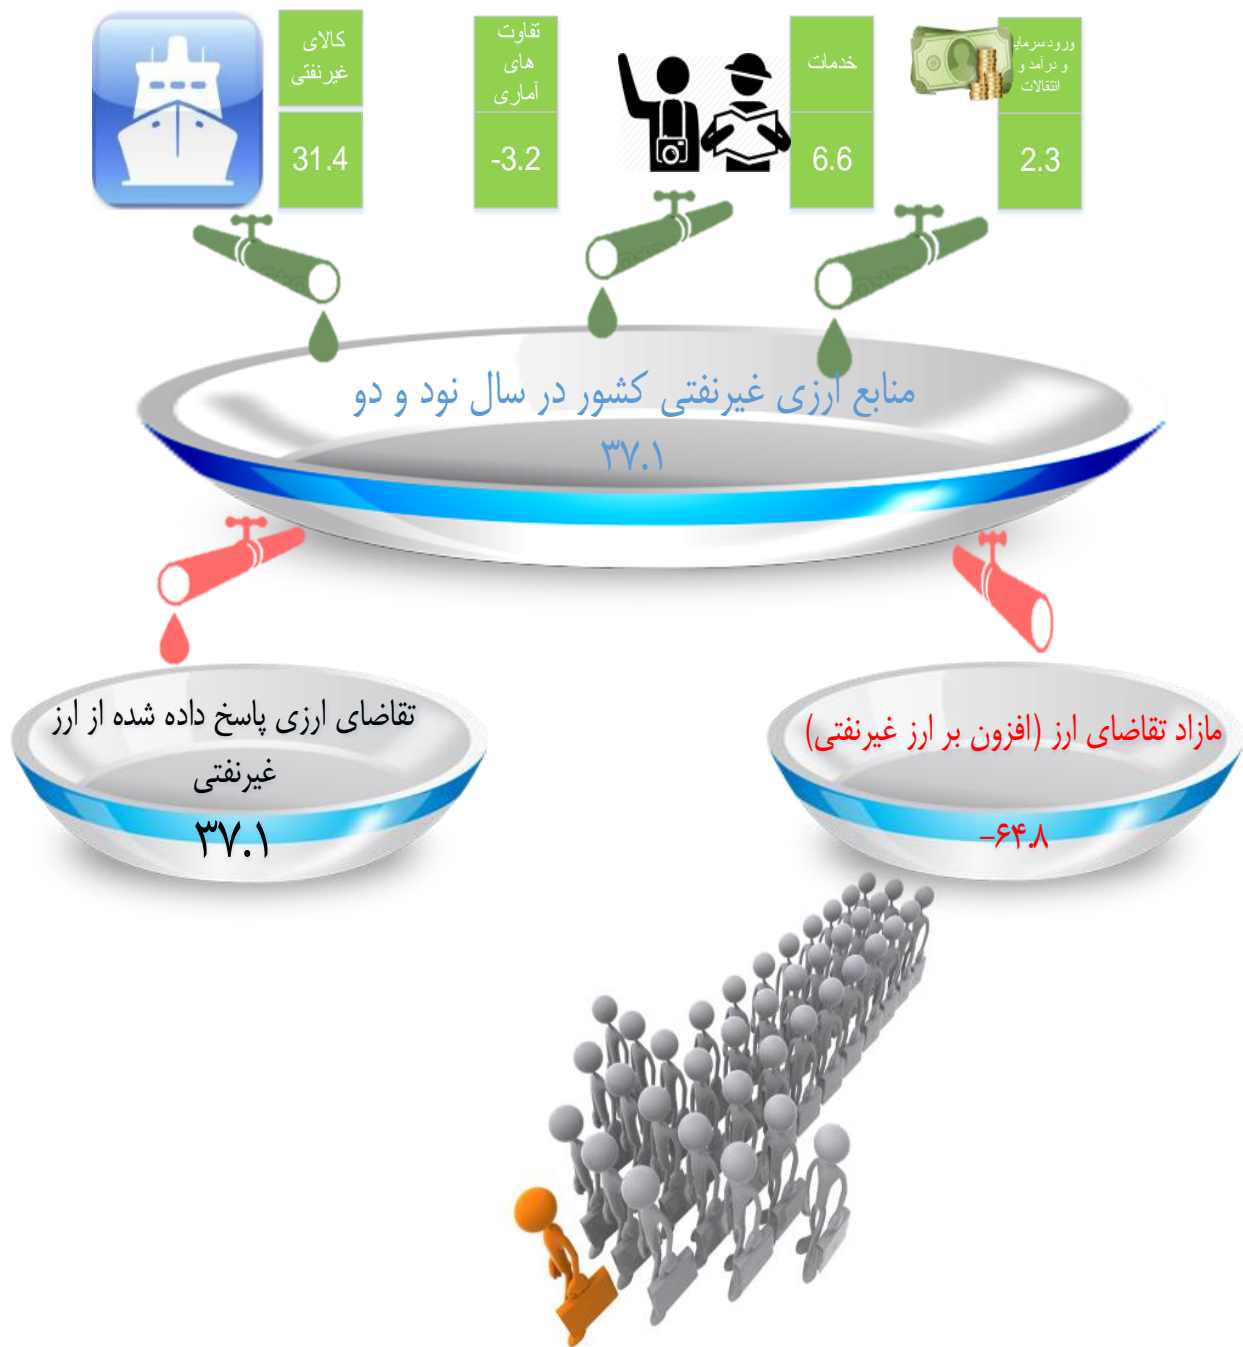 کالای
غیرنفتی
31.4
تفاوت
های
آماری
-3.2
خدمات
6.6
ورود سرمایه
و درآمد و
انتقالات
2.3
منابع ارزی غیرنفتی کشور در سال نود و دو
۳۷.۱
تقاضای ارزی پاسخ داده شده از ارز
غیرنفتی
۳۷.۱
مازاد تقاضای ارز (افزون بر ارز غیرنفتی)
-۶۴.۸